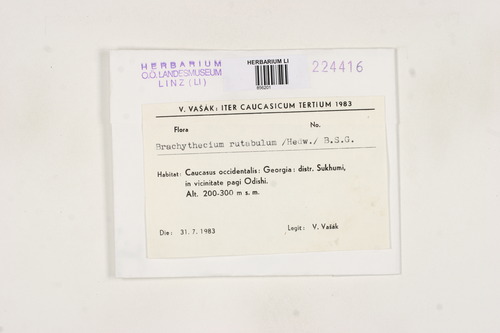 HERBARIUM
O.Ö. LANDESMUSEUM
LINZ (LI)
HERBARIUM LI
224416
V. VAŠÁK: ITER CAUCASICUM TERTIUM 1983
Flora No.
Brachythecium rutabulum /Hedw./ B.S.G.
Habitat: Caucasus occidentalis: Georgia: distr. Sukhumi,
in vicinitate pagi Odishi.
Alt. 200-300 m s. m.
Die: 31. 7. 1983 Legit: V. Vašák